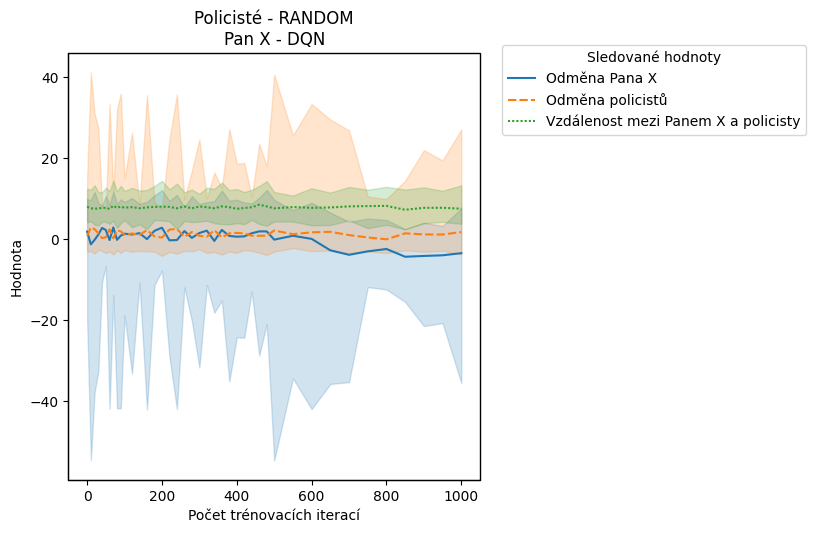 Policisté - RANDOM
Pan X - DQN
Sledované hodnoty
Odměna Pana X
Odměna policistů
Vzdálenost mezi Panem X a policisty
Hodnota
40
20
0
−20
−40
0
200
400
600
800
1000
Počet trénovacích iterací